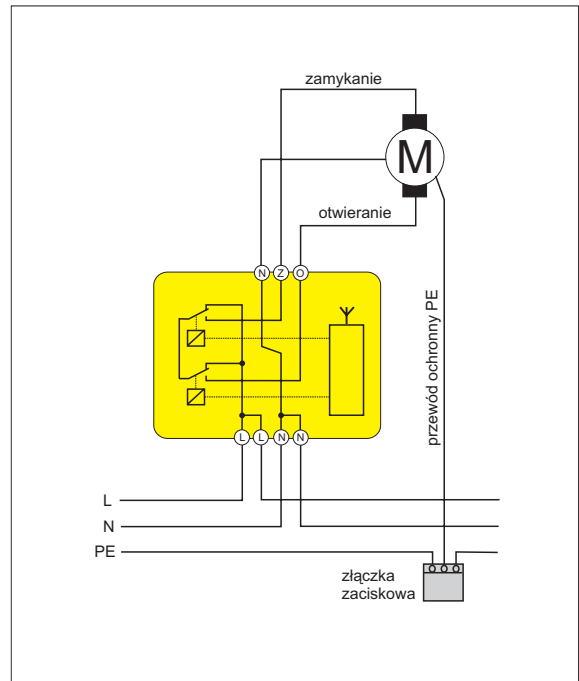 zamykanie
M
otwieranie
N Z O
przewód ochronny PE
L L N N
L
N
PE
złączka
zaciskowa